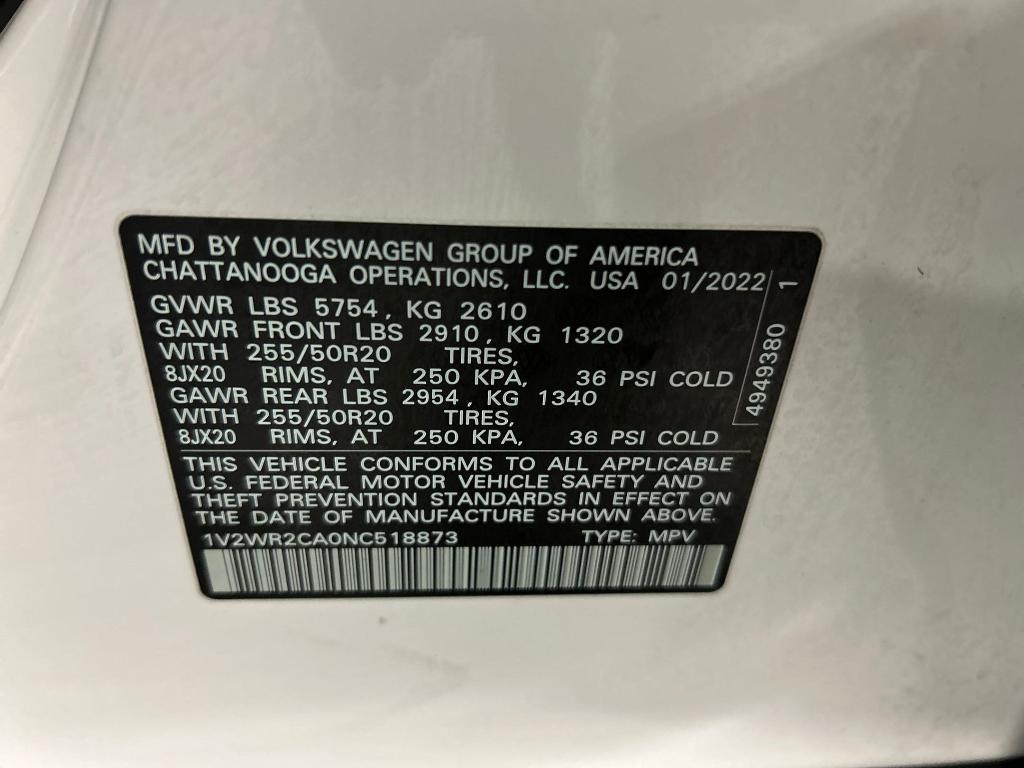 MFD BY VOLKSWAGEN GROUP OF AMERICA
CHATTANOOGA OPERATIONS, LLC. USA 01/2022
GVWR LBS 5754, KG 2610
GAWR FRONT LBS 2910, KG 1320
WITH 255/50R20 TIRES,
8JX20 RIMS, AT 250 KPA, 36 PSI COLD
GAWR REAR LBS 2954, KG 1340
WITH 255/50R20 TIRES,
8JX20 RIMS, AT 250 KPA, 36 PSI COLD
4949380 1
THIS VEHICLE CONFORMS TO ALL APPLICABLE
U.S. FEDERAL MOTOR VEHICLE SAFETY AND
THEFT PREVENTION STANDARDS IN EFFECT ON
THE DATE OF MANUFACTURE SHOWN ABOVE.
1V2WR2CA0NC518873 TYPE: MPV